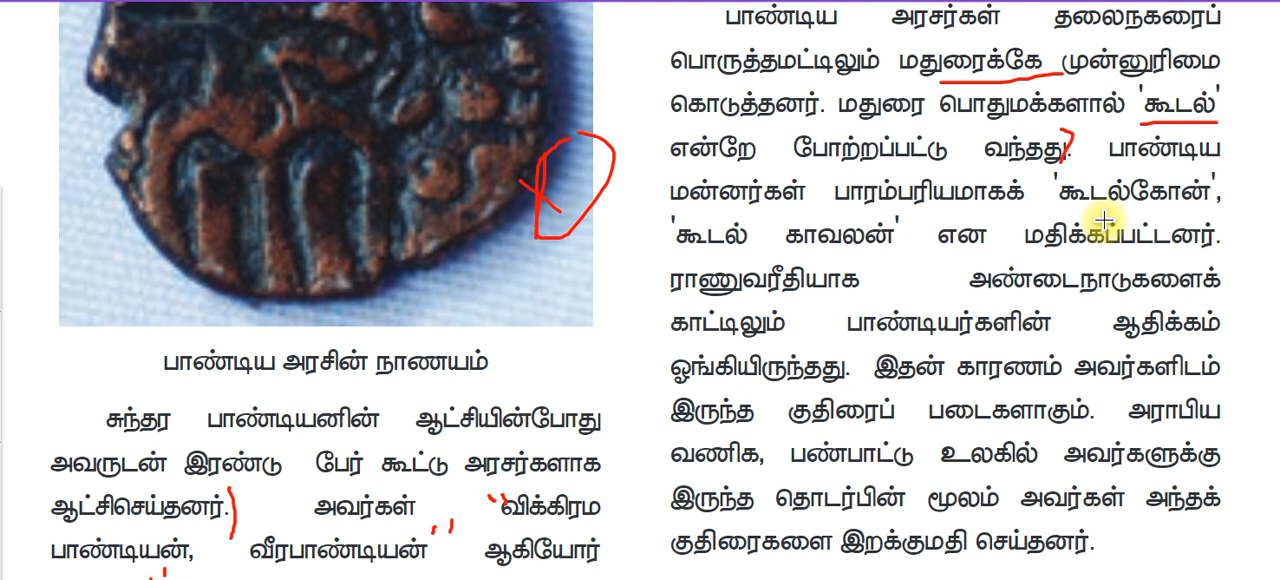 பாண்டிய அரசின் நாணயம்
சுந்தர பாண்டியனின் ஆட்சியின்போது
அவருடன் இரண்டு பேர் கூட்டு அரசர்களாக
ஆட்சிசெய்தனர். அவர்கள் விக்கிரம
பாண்டியன், வீரபாண்டியன் ஆகியோர்
பாண்டிய அரசர்கள் தலைநகரைப்
பொருத்தமட்டிலும் மதுரைக்கே முன்னுரிமை
கொடுத்தனர். மதுரை பொதுமக்களால் 'கூடல்'
என்றே போற்றப்பட்டு வந்தது. பாண்டிய
மன்னர்கள் பாரம்பரியமாகக் 'கூடல்கோன்',
'கூடல் காவலன்' என மதிக்கப்பட்டனர்.
ராணுவரீதியாக அண்டைநாடுகளைக்
காட்டிலும் பாண்டியர்களின் ஆதிக்கம்
ஓங்கியிருந்தது. இதன் காரணம் அவர்களிடம்
இருந்த குதிரைப் படைகளாகும். அராபிய
வணிக, பண்பாட்டு உலகில் அவர்களுக்கு
இருந்த தொடர்பின் மூலம் அவர்கள் அந்தக்
குதிரைகளை இறக்குமதி செய்தனர்.